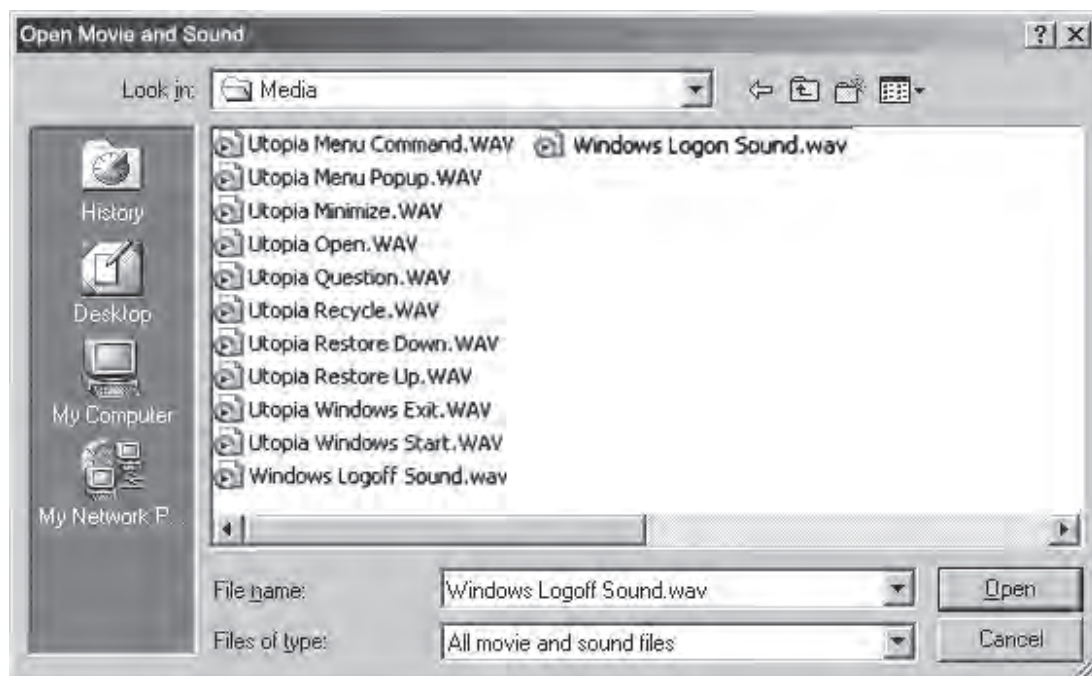 Open Movie and Sound
Look in: Media
History
Desktop
My Computer
My Network P...
Utopia Menu Command.WAV
Utopia Menu Popup.WAV
Utopia Minimize.WAV
Utopia Open.WAV
Utopia Question.WAV
Utopia Recycle.WAV
Utopia Restore Down.WAV
Utopia Restore Up.WAV
Utopia Windows Exit.WAV
Utopia Windows Start.WAV
Windows Logoff Sound.wav
Windows Logon Sound.wav
File name: Windows Logoff Sound.wav
Open
Files of type: All movie and sound files
Cancel